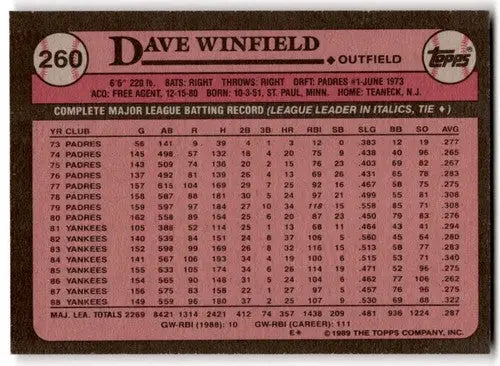 260
DAVE WINFIELD
♦ OUTFIELD
Topps
6'6" 220 lb. BATS: RIGHT THROWS: RIGHT DRFT: PADRES #1-JUNE 1973
ACQ: FREE AGENT, 12-15-80 BORN: 10-3-51, ST. PAUL, MINN. HOME: TEANECK, N.J.
COMPLETE MAJOR LEAGUE BATTING RECORD (LEAGUE LEADER IN ITALICS, TIE ♦)
YR CLUB G AB R H 2B 3B HR RBI SB SLG BB SO AVG
73 PADRES 56 141 9 39 4 1 3 12 0 .383 12 19 .277
74 PADRES 145 498 57 132 18 4 20 75 9 .438 40 96 .265
75 PADRES 143 509 74 136 20 2 15 76 23 .403 69 82 .267
76 PADRES 137 492 81 139 26 4 13 69 26 .431 65 78 .283
77 PADRES 157 615 104 169 29 7 25 92 16 .467 58 75 .275
78 PADRES 158 587 88 181 30 5 24 97 21 .499 55 81 .308
79 PADRES 159 597 97 184 27 10 34 118 15 .558 85 71 .308
80 PADRES 162 558 89 154 25 6 20 87 23 .450 79 83 .276
81 YANKEES 105 388 52 114 25 1 13 68 11 .464 43 41 .294
82 YANKEES 140 539 84 151 24 8 37 106 5 .560 45 64 .280
83 YANKEES 152 598 99 169 26 8 32 116 15 .513 58 77 .283
84 YANKEES 141 567 106 193 34 4 19 100 6 .515 53 71 .340
85 YANKEES 155 633 105 174 34 6 26 114 19 .471 52 96 .275
86 YANKEES 154 565 90 148 31 5 24 104 6 .462 77 106 .262
87 YANKEES 156 575 83 158 22 1 27 97 5 .457 76 96 .275
88 YANKEES 149 559 96 180 37 2 25 107 9 .530 69 88 .322
MAJ. LEA. TOTALS 2269 8421 1314 2421 412 74 357 1438 209 .481 936 1224 .287
GW-RBI (1988): 10 GW-RBI (CAREER): 111
E* © 1989 THE TOPPS COMPANY, INC.